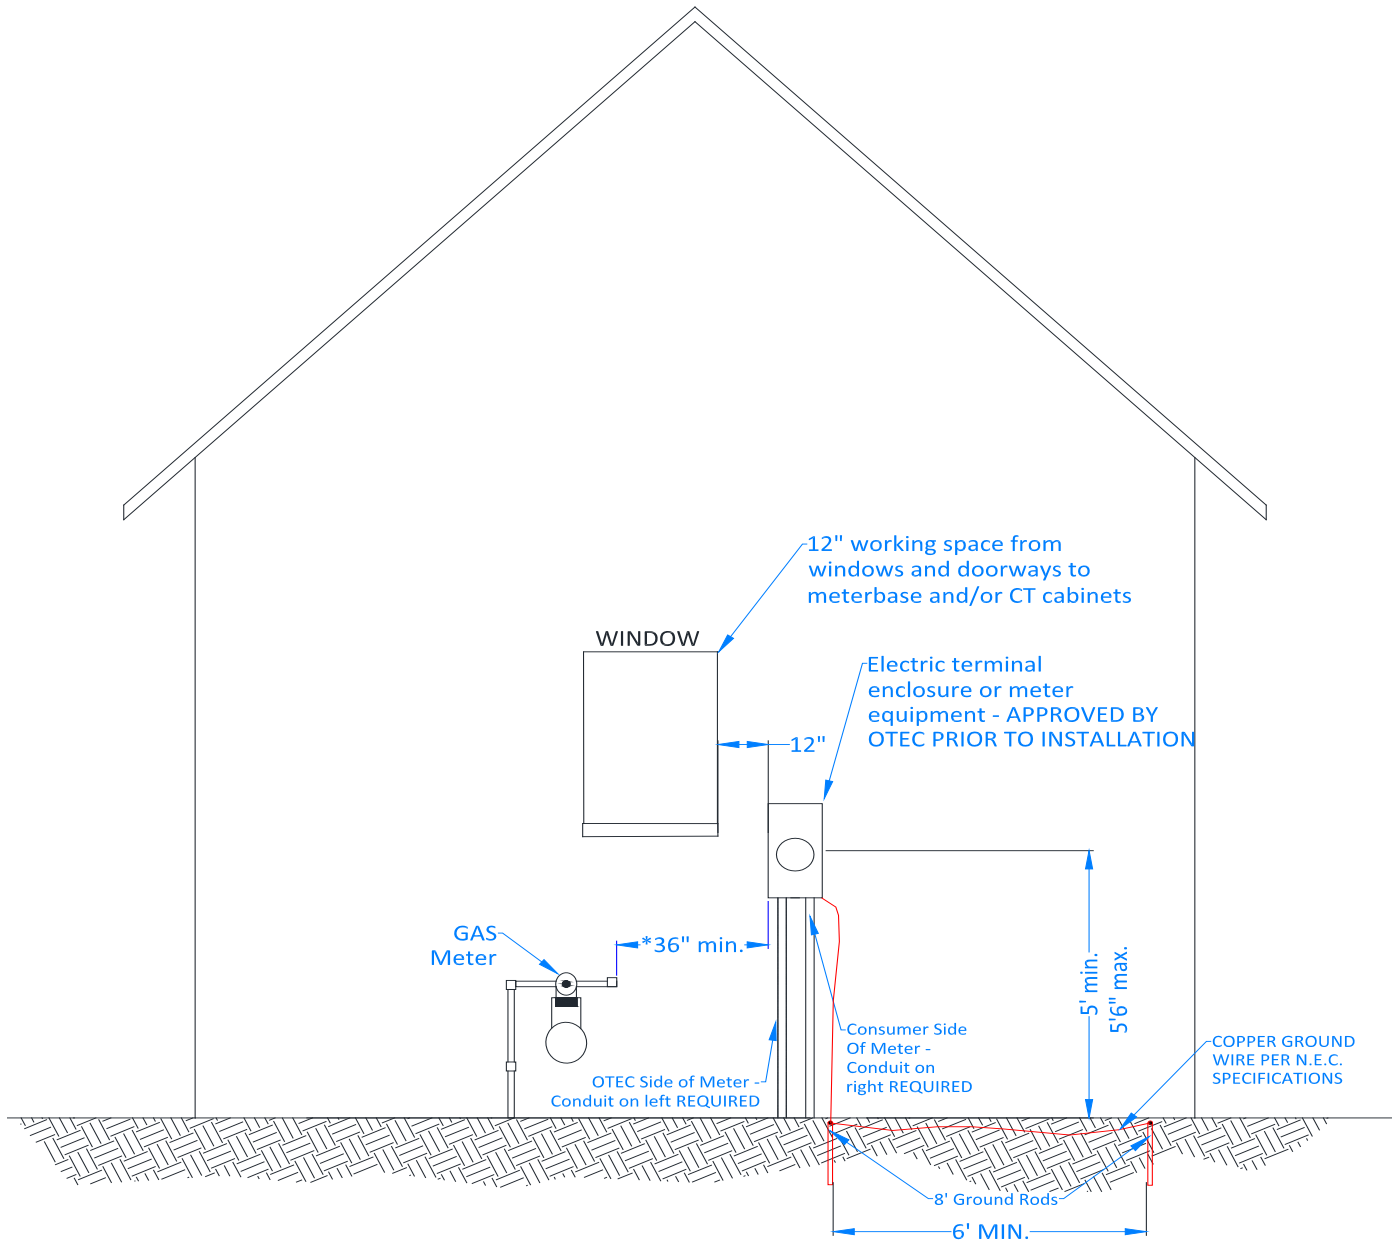 12" working space from
windows and doorways to
meterbase and/or CT cabinets
WINDOW
Electric terminal
enclosure or meter
equipment - APPROVED BY
OTEC PRIOR TO INSTALLATION
12"
GAS
Meter
*36" min.
5' min.
5'6" max.
Consumer Side
Of Meter -
Conduit on
right REQUIRED
COPPER GROUND
WIRE PER N.E.C.
SPECIFICATIONS
OTEC Side of Meter -
Conduit on left REQUIRED
8' Ground Rods
6' MIN.